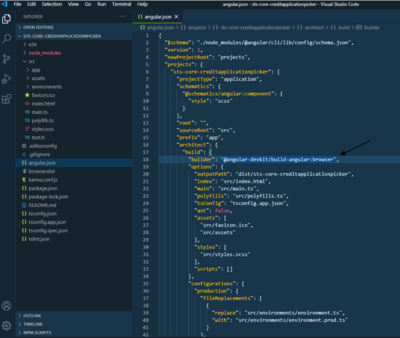 File Edit Selection View Go Run Terminal Help
angular.json - sts-core-creditapplicationpicker - Visual Studio Code
EXPLORER
STS-CORE-CREDITAPPLICATIONPICKER
e2e
node_modules
src
app
assets
environments
favicon.ico
index.html
main.ts
polyfills.ts
styles.scss
test.ts
.editorconfig
.gitignore
angular.json
browserslist
karma.conf.js
package.json
package-lock.json
README.md
tsconfig.json
tsconfig.app.json
tsconfig.spec.json
tslint.json
OUTLINE
TIMELINE
NPM SCRIPTS
angular.json
angular.json > {} projects > {} sts-core-creditapplicationpicker > {} architect > {} build > builder
1 {
2 "$schema": "./node_modules/@angular/cli/lib/config/schema.json",
3 "version": 1,
4 "newProjectRoot": "projects",
5 "projects": {
6 "sts-core-creditapplicationpicker": {
7 "projectType": "application",
8 "schematics": {
9 "@schematics/angular:component": {
10 "style": "scss"
11 }
12 },
13 "root": "",
14 "sourceRoot": "src",
15 "prefix": "app",
16 "architect": {
17 "build": {
18 "builder": "@angular-devkit/build-angular:browser",
19 "options": {
20 "outputPath": "dist/sts-core-creditapplicationpicker",
21 "index": "src/index.html",
22 "main": "src/main.ts",
23 "polyfills": "src/polyfills.ts",
24 "tsConfig": "tsconfig.app.json",
25 "aot": false,
26 "assets": [
27 "src/favicon.ico",
28 "src/assets"
29 ],
30 "styles": [
31 "src/styles.scss"
32 ],
33 "scripts": []
34 },
35 "configurations": {
36 "production": {
37 "fileReplacements": [
38 {
39 "replace": "src/environments/environment.ts",
40 "with": "src/environments/environment.prod.ts"
41 }
42 ],